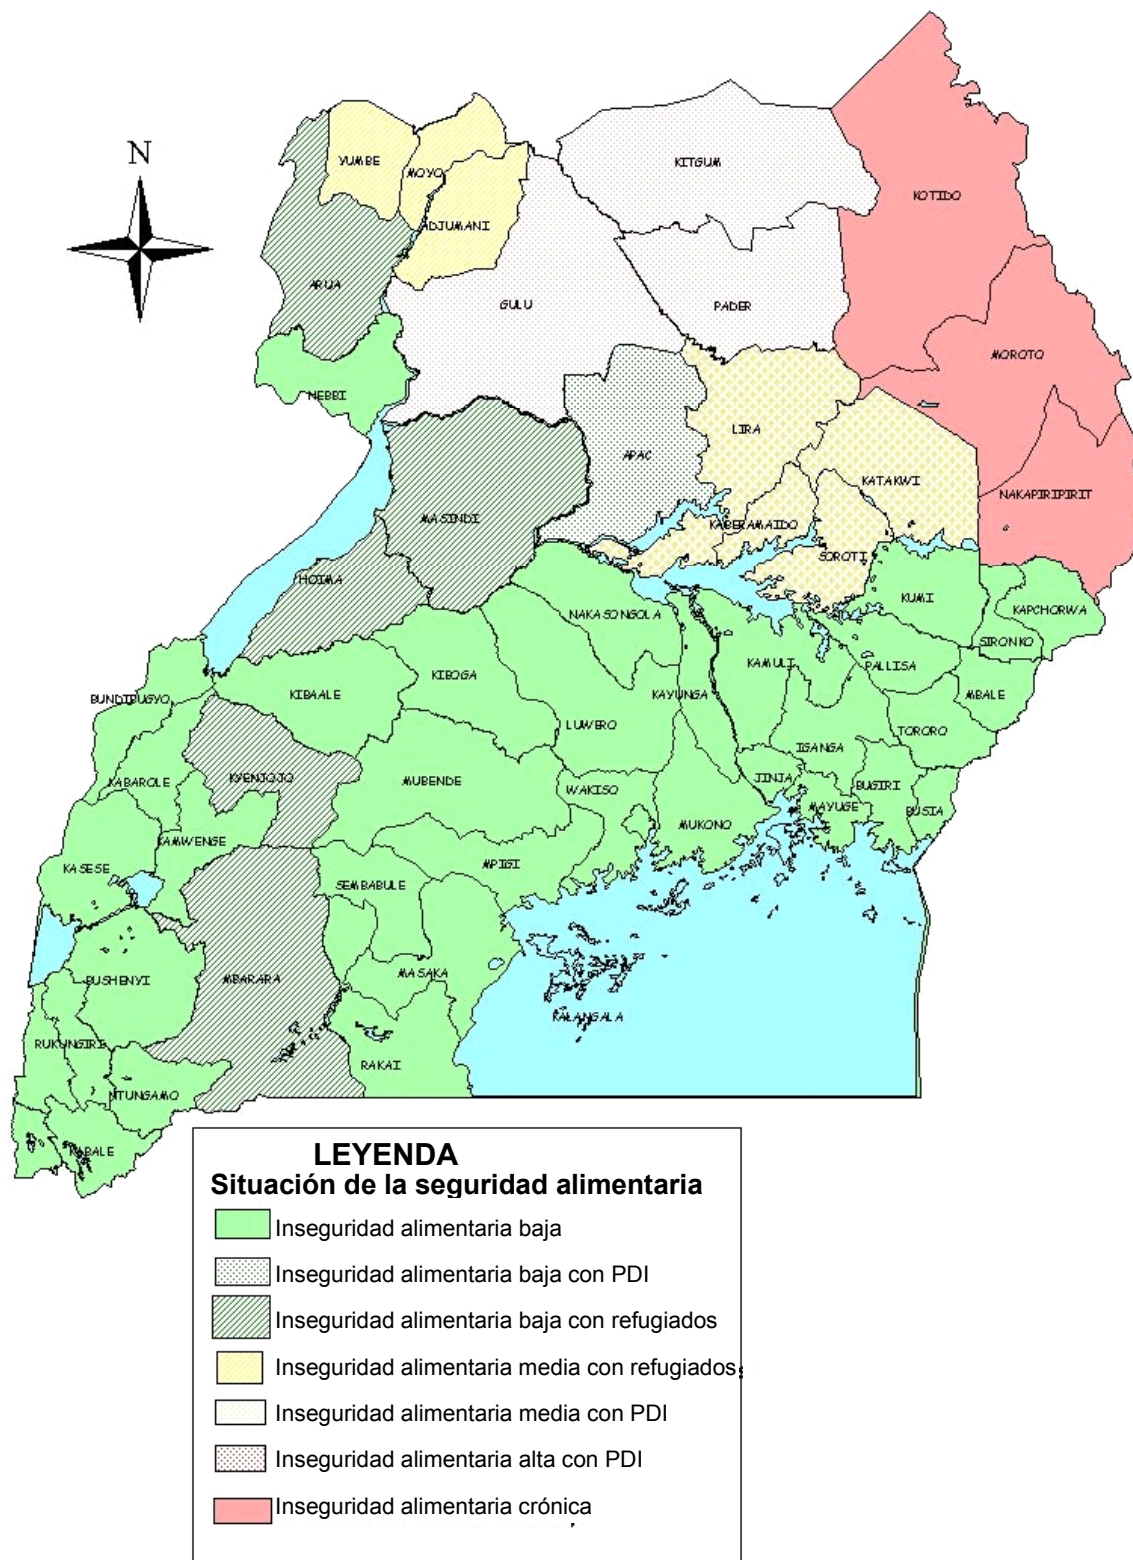 N
YUMBE
MOYO
ADJUMANI
KITGUM
KOTIDO
ARUA
GULU
PADER
MOROTO
NEBBI
LIRA
APAC
KATAKWI
NAKAPIRIPIRIT
MASINDI
KABERAMAIDO
SOROTI
HOIMA
KUMI
KAPCHORWA
NAKASONGOLA
SIRONKO
KAMULI
PALLISA
KIBOGA
KIBAALE
KAYUNGA
MBALE
BUNDIBUGYO
LUWERO
TORORO
IGANGA
KABAROLE
KYENJOJO
MUBENDE
WAKISO
JINJA
BUGIRI
MAYUGE
BUSIA
MUKONO
KAMWENGE
KASESE
MPIGI
SEMBABULE
BUSHENYI
MBARARA
MASAKA
KALANGALA
RUKUNGIRI
RAKAI
NTUNGAMO
KABALE
LEYENDA
Situación de la seguridad alimentaria
Inseguridad alimentaria baja
Inseguridad alimentaria baja con PDI
Inseguridad alimentaria baja con refugiados
Inseguridad alimentaria media con refugiados
Inseguridad alimentaria media con PDI
Inseguridad alimentaria alta con PDI
Inseguridad alimentaria crónica